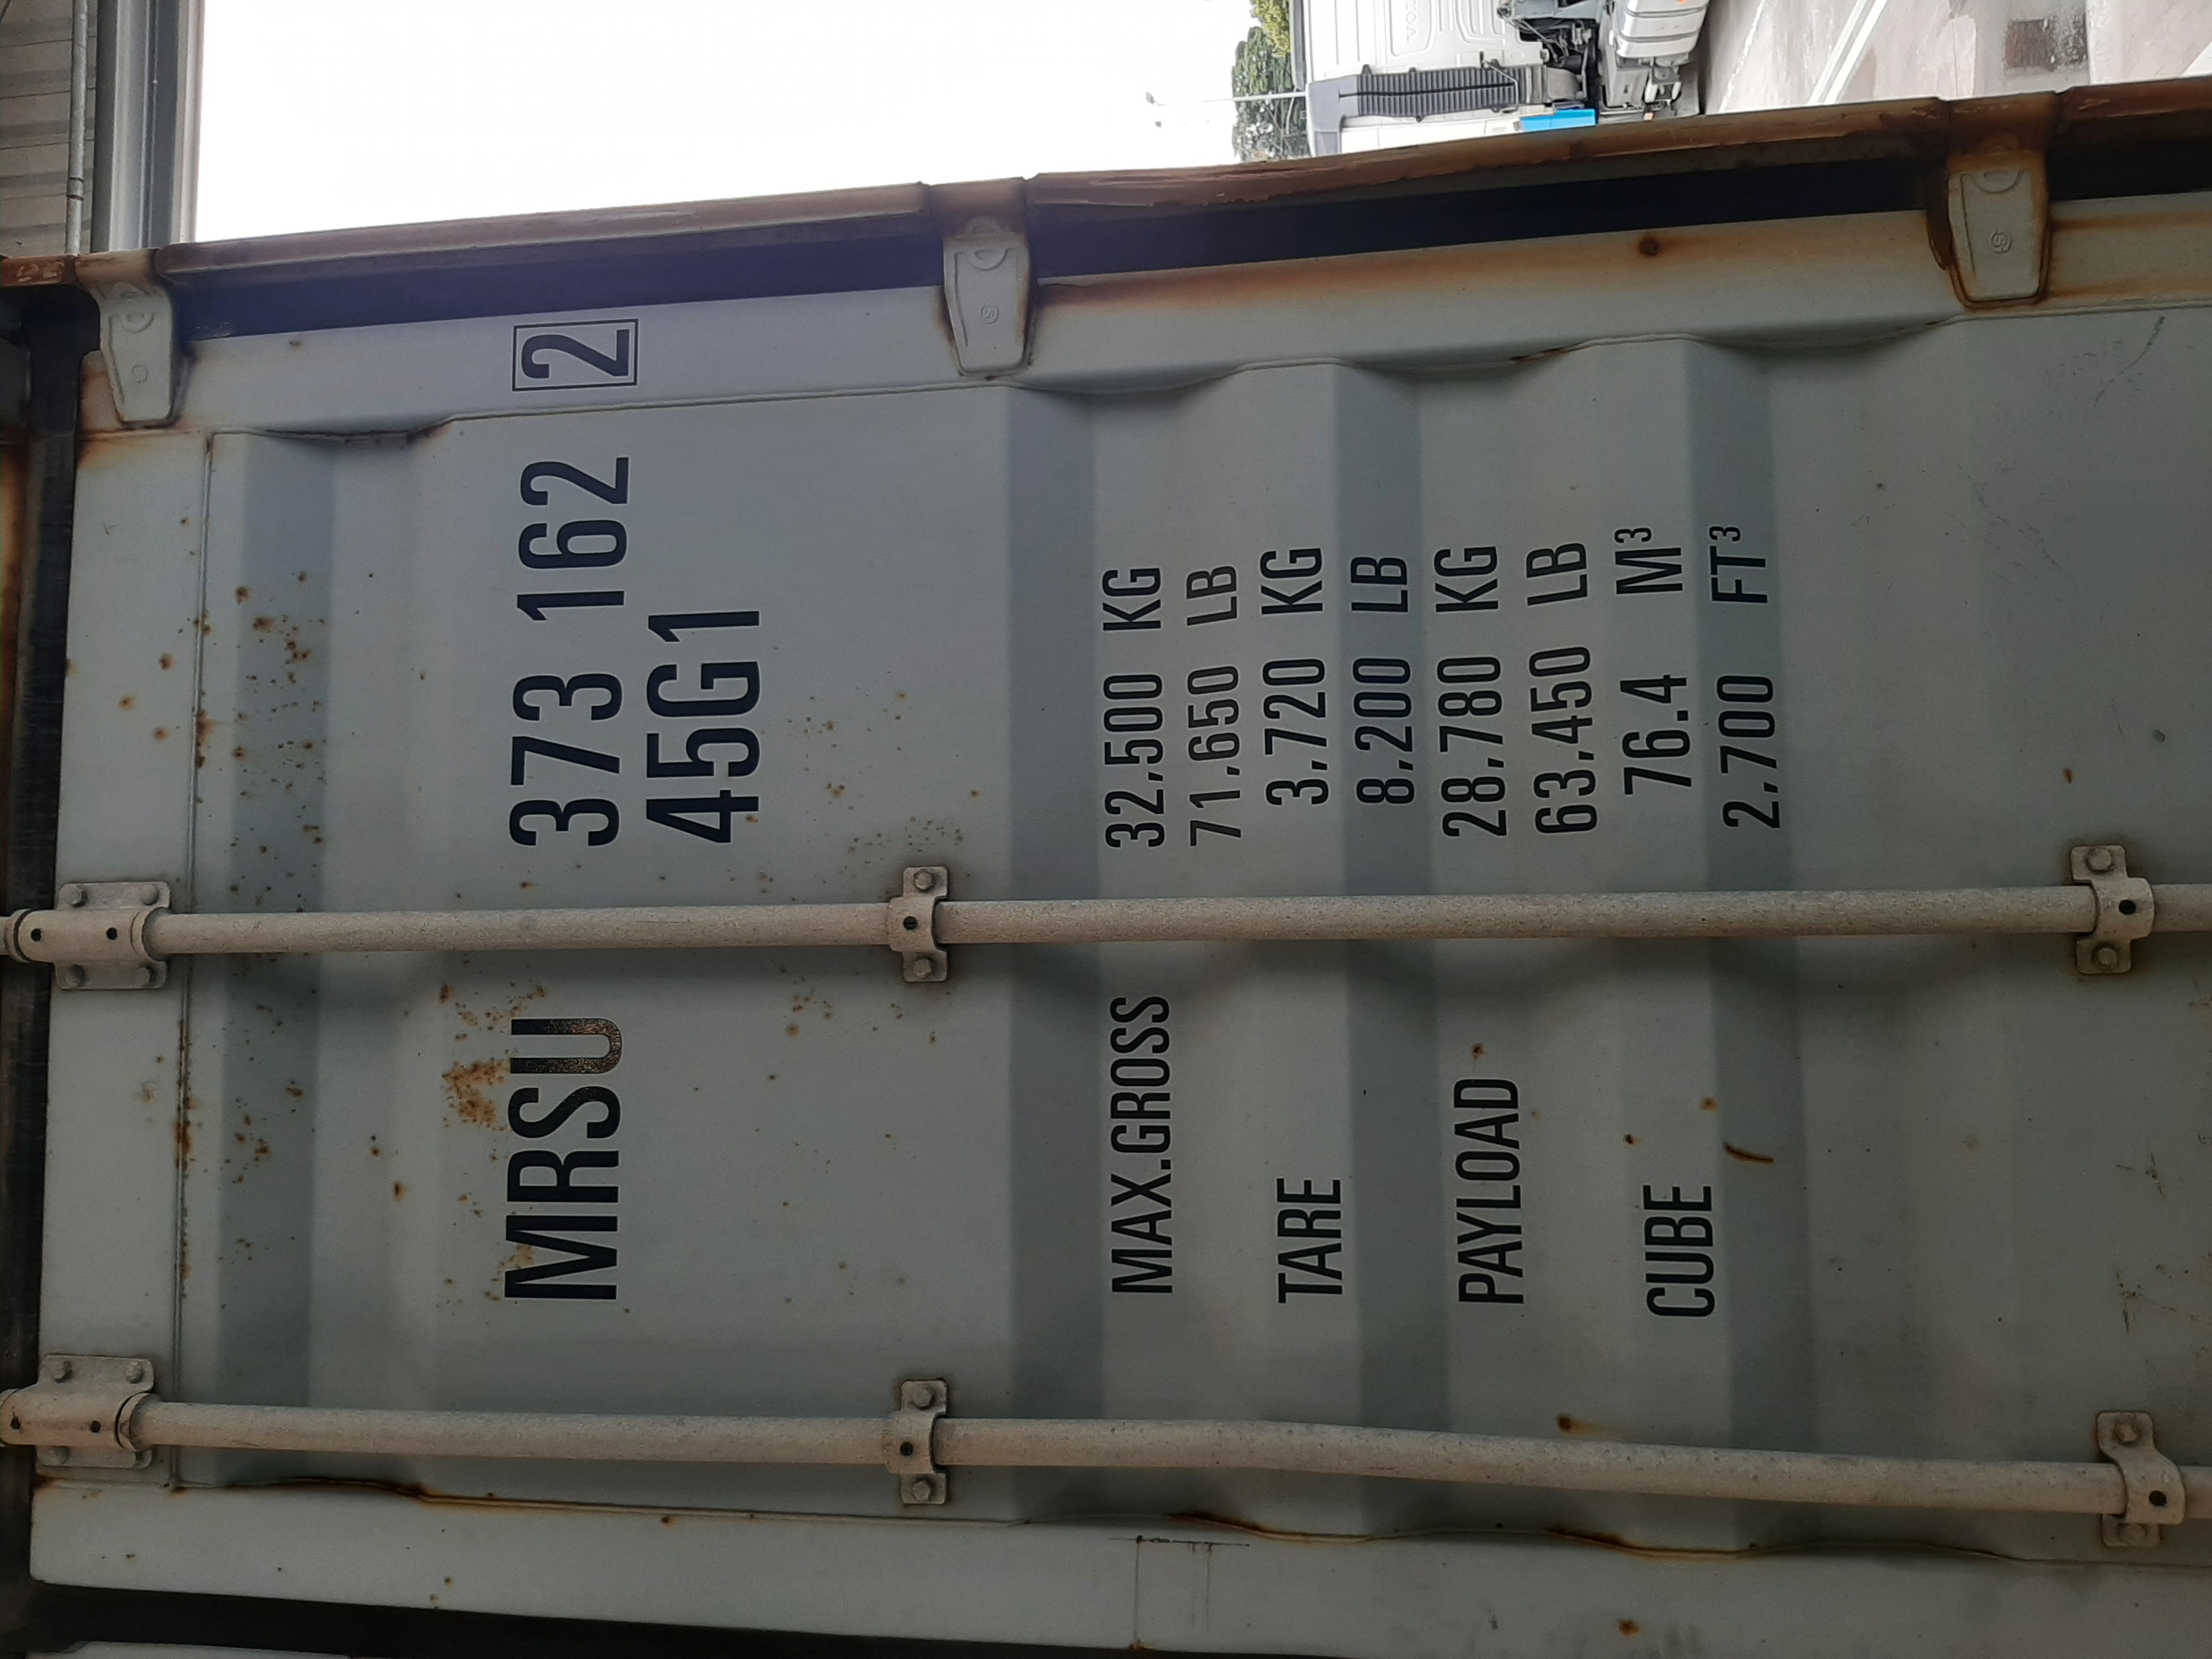 MRSU 373 162 2
45G1
MAX.GROSS 32.500 KG
71.650 LB
TARE 3.720 KG
8.200 LB
PAYLOAD 28.780 KG
63.450 LB
CUBE 76.4 M³
2.700 FT³